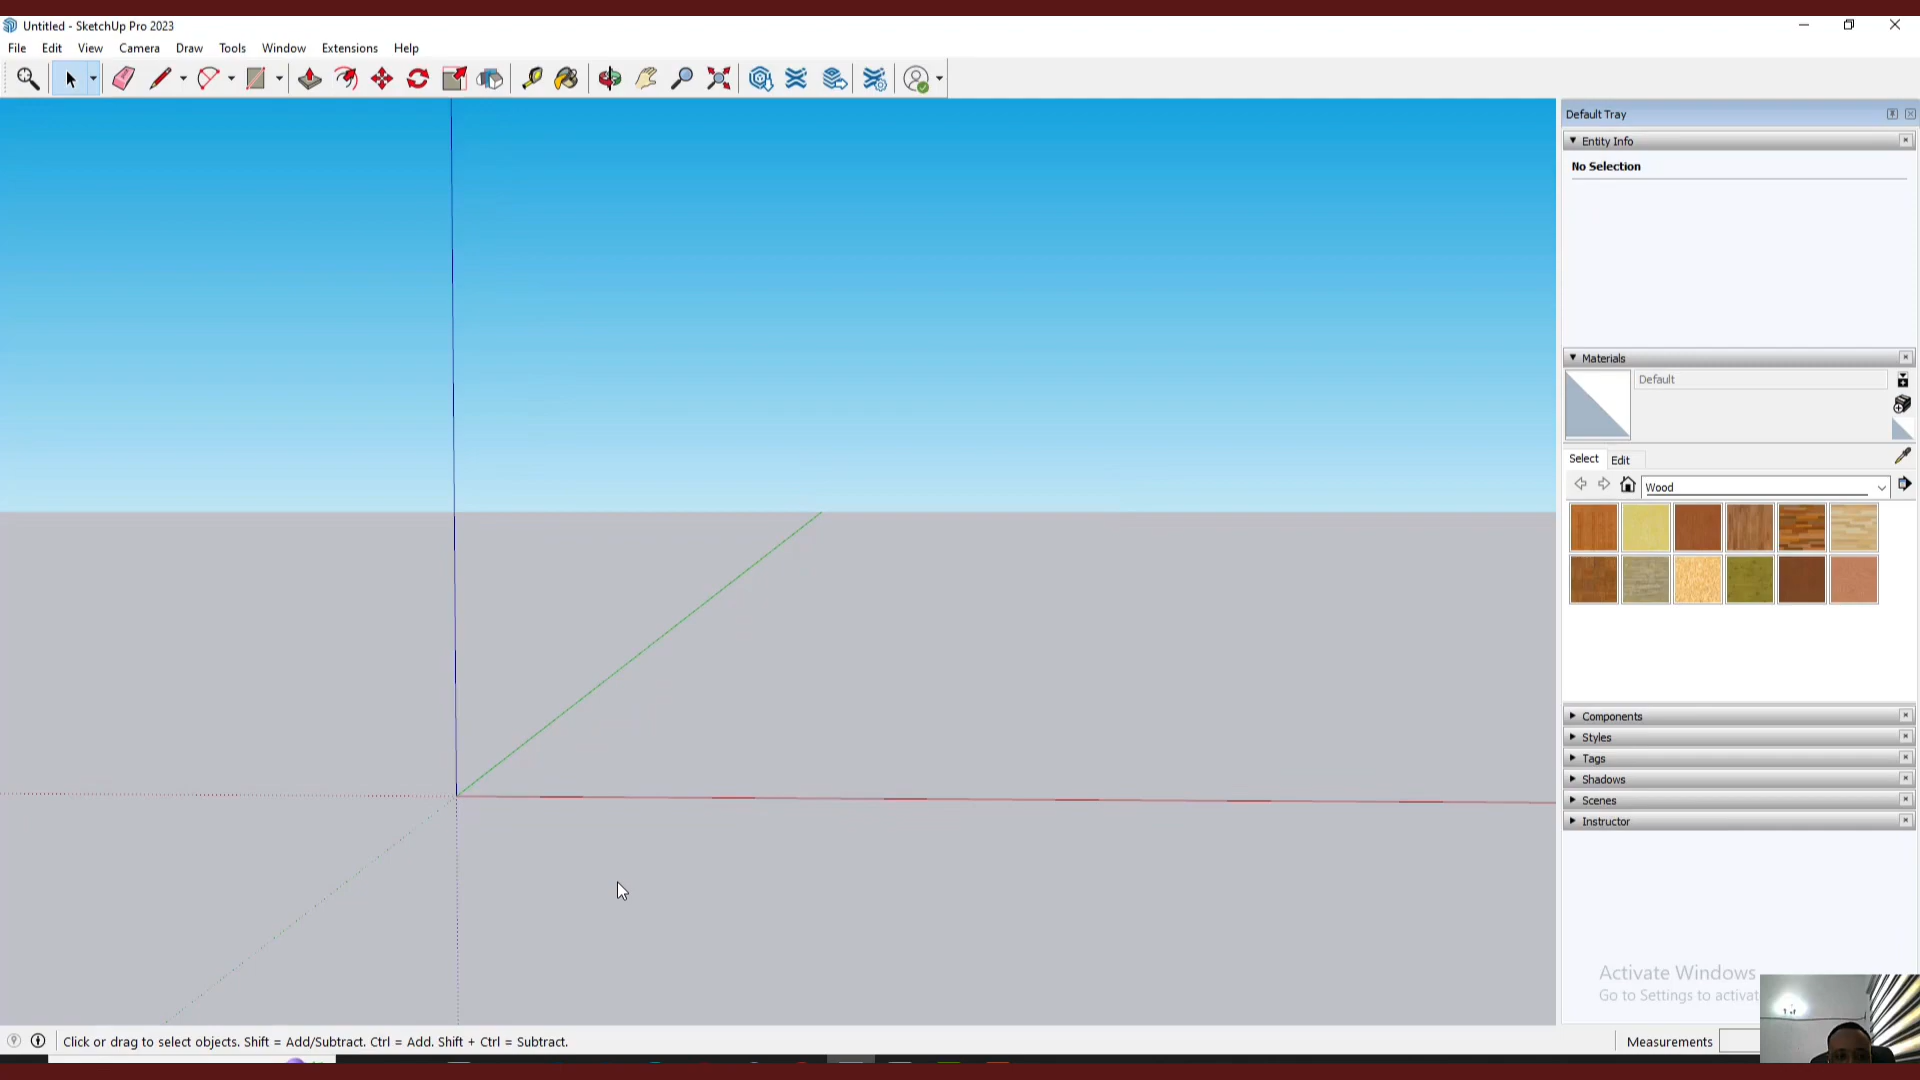 Untitled - SketchUp Pro 2023
File Edit View Camera Draw Tools Window Extensions Help
Default Tray
Entity Info
No Selection
Materials
Default
Select Edit
Wood
Components
Styles
Tags
Shadows
Scenes
Instructor
Activate Windows
Go to Settings to activat
Click or drag to select objects. Shift = Add/Subtract. Ctrl = Add. Shift + Ctrl = Subtract.
Measurements